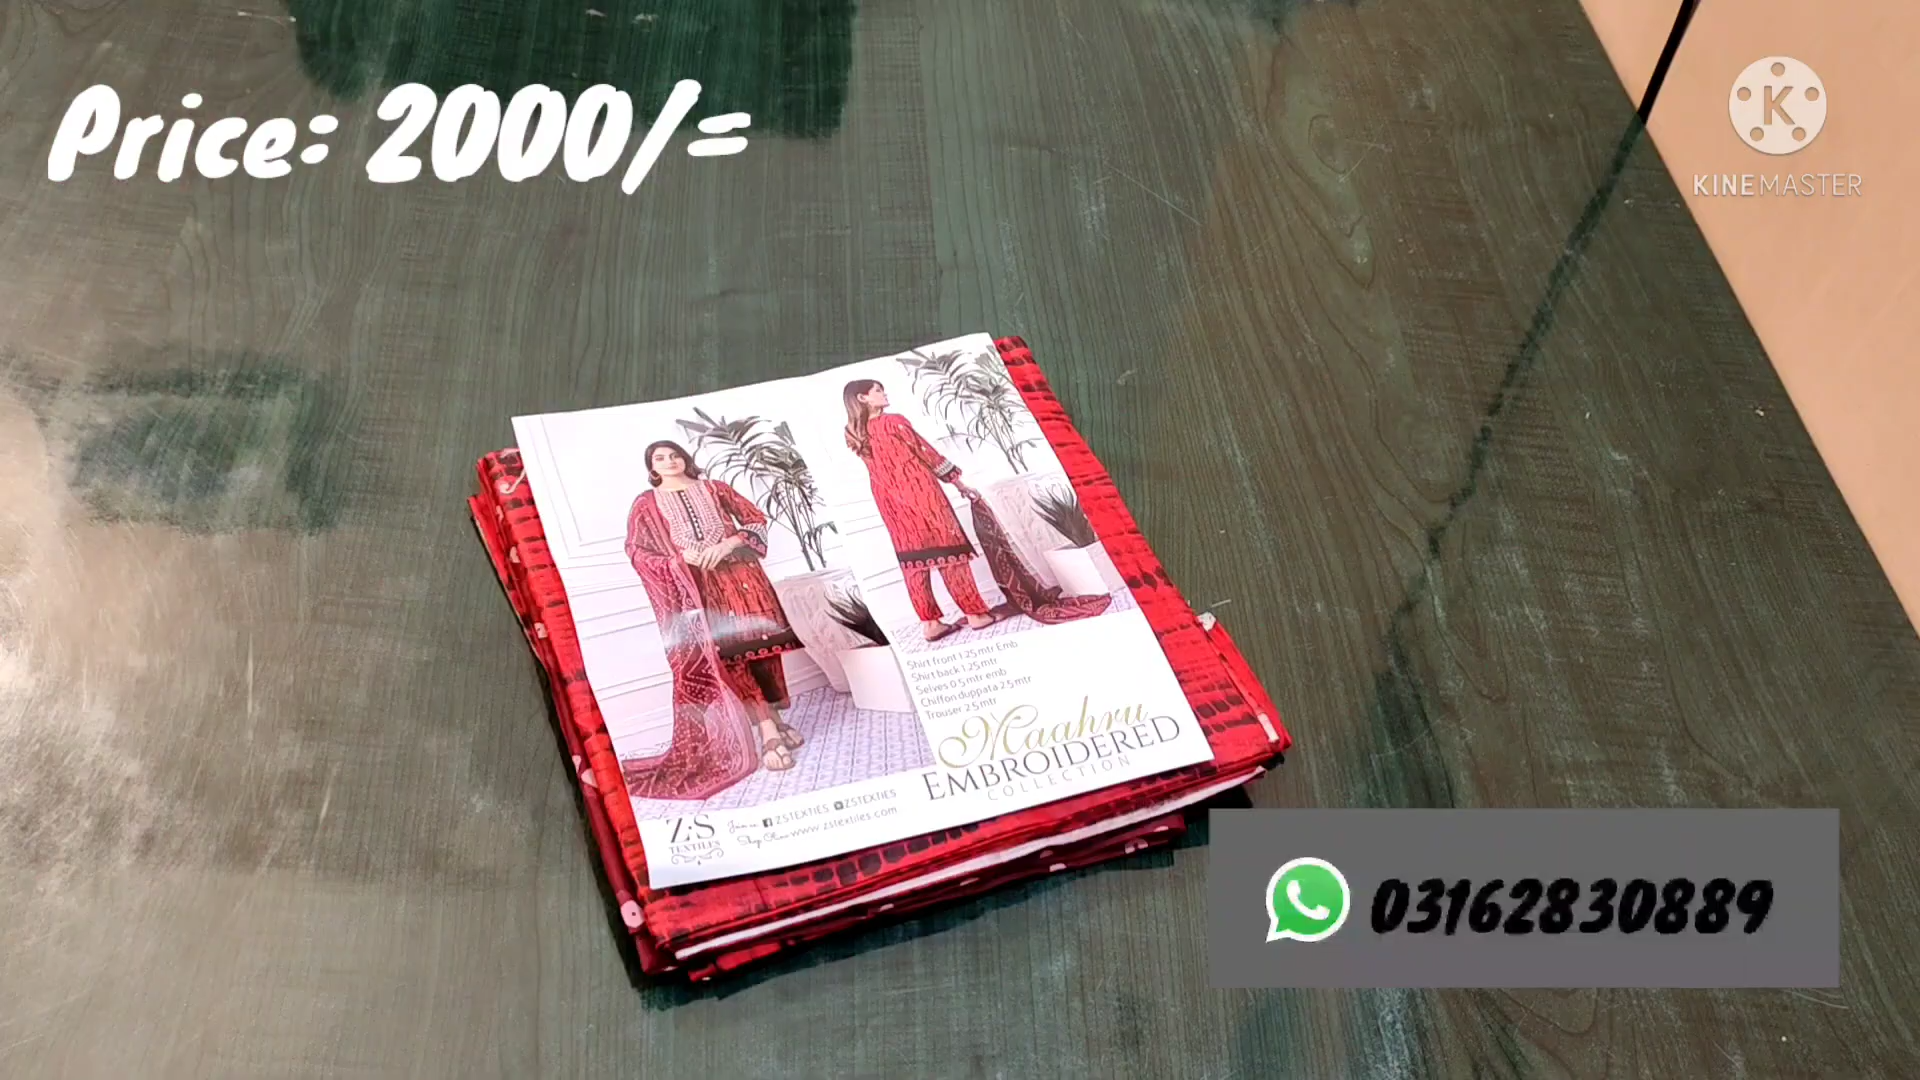 Price: 2000/=
KINEMASTER
Shirt front 1.25 mtr Emb
Shirt back 1.25 mtr
Selves 0.5 mtr emb
Chiffon duppata 2.5 mtr
Trouser 2.5 mtr
Maahru
EMBROIDERED
COLLECTION
Z.S
TEXTILES
ZSTEXTIES ZSTEXTIES
www.zstextiles.com
03162830889